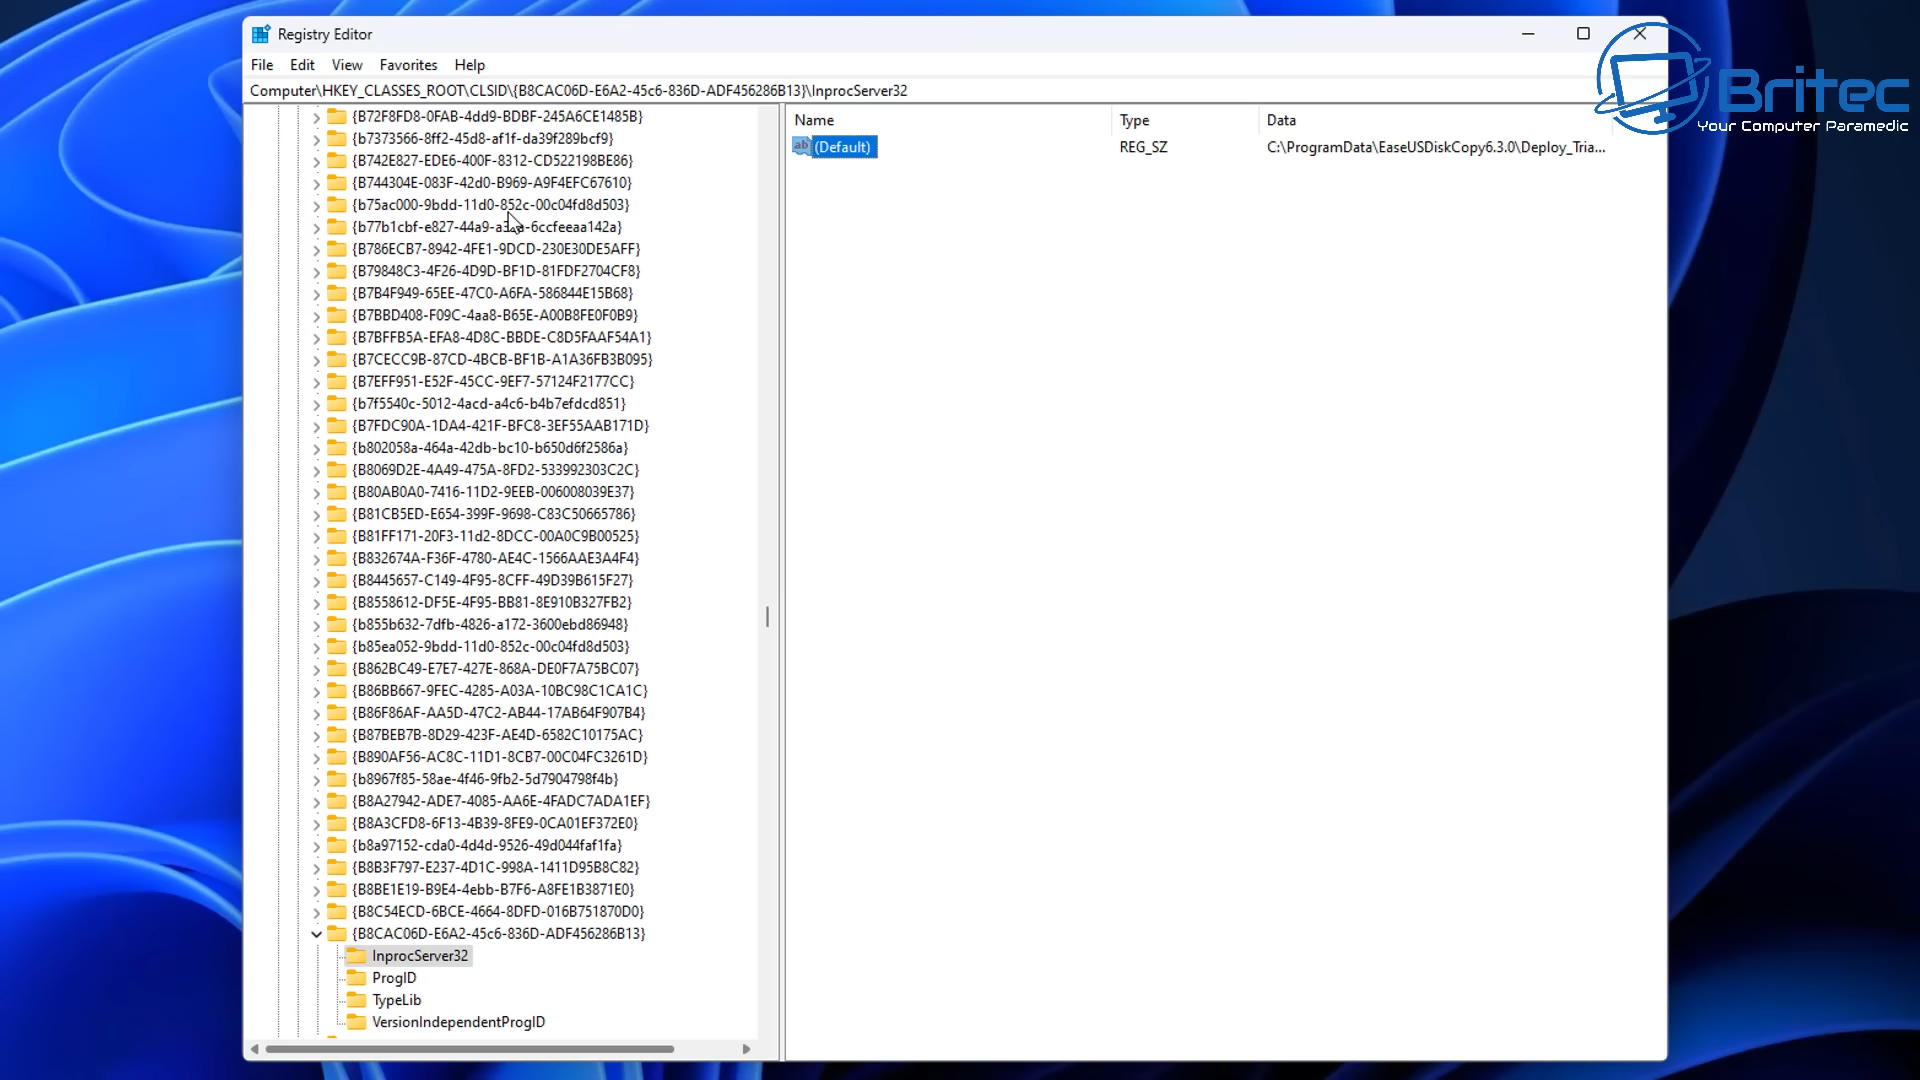 Registry Editor
File Edit View Favorites Help
Computer\HKEY_CLASSES_ROOT\CLSID\{B8CAC06D-E6A2-45c6-836D-ADF456286B13}\InprocServer32
Britec
Your Computer Paramedic
Name Type Data
(Default) REG_SZ C:\ProgramData\EaseUSDiskCopy6.3.0\Deploy_Tria...
{B72F8FD8-0FAB-4dd9-BDBF-245A6CE1485B}
{b7373566-8ff2-45d8-af1f-da39f289bcf9}
{B742E827-EDE6-400F-8312-CD522198BE86}
{B744304E-083F-42d0-B969-A9F4EFC67610}
{b75ac000-9bdd-11d0-852c-00c04fd8d503}
{B786ECB7-8942-4FE1-9DCD-230E30DE5AFF}
{B79848C3-4F26-4D9D-BF1D-81FDF2704CF8}
{B7B4F949-65EE-47C0-A6FA-586844E15B68}
{B7BBD408-F09C-4aa8-B65E-A00B8FE0F0B9}
{B7BFFB5A-EFA8-4D8C-BBDE-C8D5FAAF54A1}
{B7CECC9B-87CD-4BCB-BF1B-A1A36FB3B095}
{B7EFF951-E52F-45CC-9EF7-57124F2177CC}
{b7f5540c-5012-4acd-a4c6-b4b7efdcd851}
{B7FDC90A-1DA4-421F-BFC8-3EF55AAB171D}
{b802058a-464a-42db-bc10-b650d6f2586a}
{B8069D2E-4A49-475A-8FD2-533992303C2C}
{B80AB0A0-7416-11D2-9EEB-006008039E37}
{B81CB5ED-E654-399F-9698-C83C50665786}
{B81FF171-20F3-11d2-8DCC-00A0C9B00525}
{B832674A-F36F-4780-AE4C-1566AAE3A4F4}
{B8445657-C149-4F95-8CFF-49D39B615F27}
{B8558612-DF5E-4F95-BB81-8E910B327FB2}
{b855b632-7dfb-4826-a172-3600ebd86948}
{b85ea052-9bdd-11d0-852c-00c04fd8d503}
{B862BC49-E7E7-427E-868A-DE0F7A75BC07}
{B86BB667-9FEC-4285-A03A-10BC98C1CA1C}
{B86F86AF-AA5D-47C2-AB44-17AB64F907B4}
{B87BEB7B-8D29-423F-AE4D-6582C10175AC}
{B890AF56-AC8C-11D1-8CB7-00C04FC3261D}
{b8967f85-58ae-4f46-9fb2-5d7904798f4b}
{B8A27942-ADE7-4085-AA6E-4FADC7ADA1EF}
{B8A3CFD8-6F13-4B39-8FE9-0CA01EF372E0}
{b8a97152-cda0-4d4d-9526-49d044faf1fa}
{B8B3F797-E237-4D1C-998A-1411D95B8C82}
{B8BE1E19-B9E4-4ebb-B7F6-A8FE1B3871E0}
{B8C54ECD-6BCE-4664-8DFD-016B751870D0}
{B8CAC06D-E6A2-45c6-836D-ADF456286B13}
InprocServer32
ProgID
TypeLib
VersionIndependentProgID